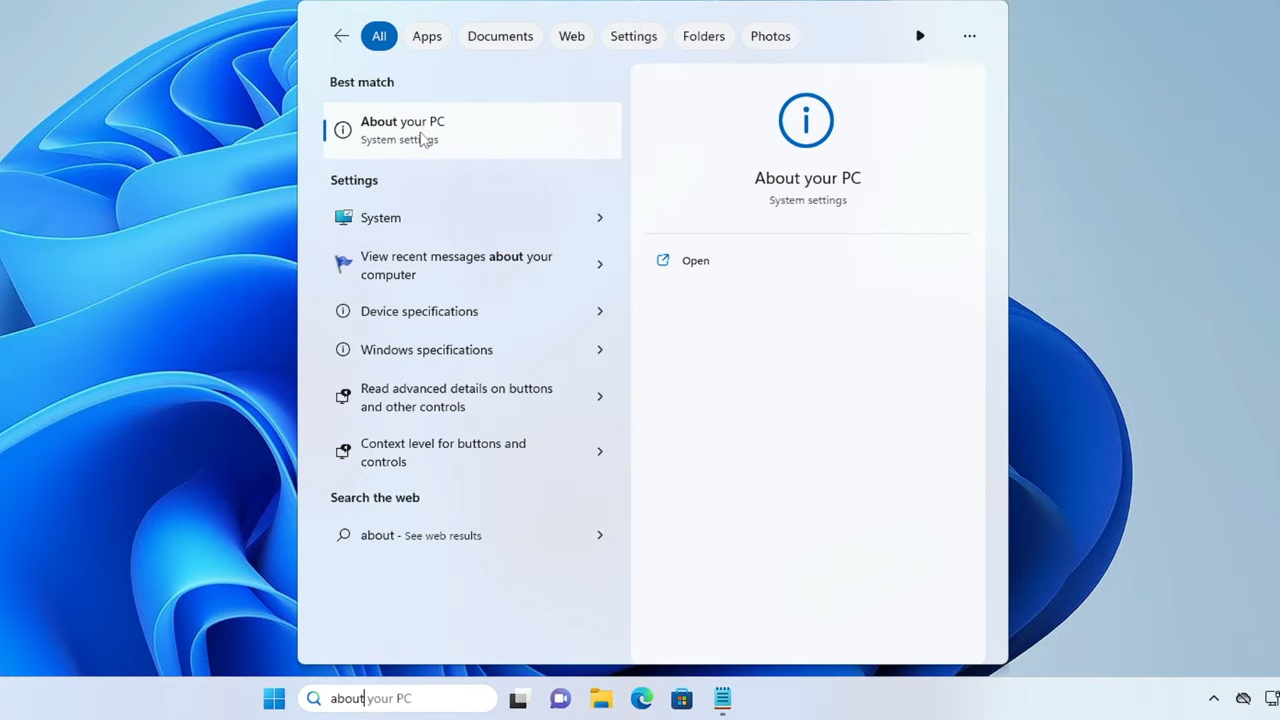 All Apps Documents Web Settings Folders Photos
Best match
About your PC
System settings
Settings
System
View recent messages about your
computer
Device specifications
Windows specifications
Read advanced details on buttons
and other controls
Context level for buttons and
controls
Search the web
about - See web results
About your PC
System settings
Open
about your PC